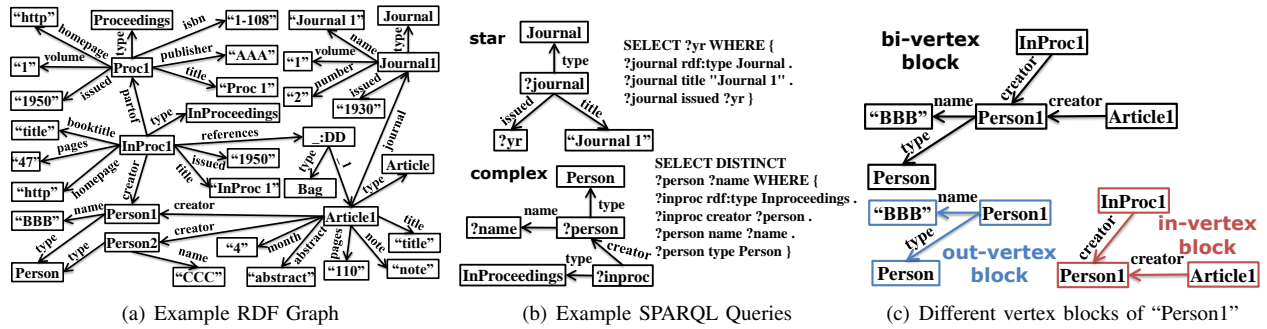 "http"
Proceedings
"1-108"
homepage
type
isbn
"1"
volume
publisher
"AAA"
Proc1
"1950"
issued
title
"Proc 1"
partof
type
InProceedings
"title"
booktitle
"47"
pages
InProc1
references
_:DD
"http"
homepage
creator
title
issued
"1950"
"InProc 1"
type
_1
Bag
"Journal 1"
Journal
name
type
"1"
volume
Journal1
"2"
number
issued
"1930"
journal
Article
type
"BBB"
name
Person1
creator
Article1
type
Person2
creator
Person
type
name
"CCC"
"4"
month
abstract
"abstract"
pages
"110"
note
"note"
title
"title"
(a) Example RDF Graph
star
Journal
type
?journal
issued
title
?yr
"Journal 1"
SELECT ?yr WHERE {
?journal rdf:type Journal .
?journal title "Journal 1" .
?journal issued ?yr }
complex
Person
type
?name
name
?person
creator
InProceedings
type
?inproc
SELECT DISTINCT
?person ?name WHERE {
?inproc rdf:type Inproceedings .
?inproc creator ?person .
?person name ?name .
?person type Person }
(b) Example SPARQL Queries
bi-vertex
block
InProc1
creator
"BBB"
name
Person1
creator
Article1
type
Person
"BBB"
name
Person1
type
Person
out-vertex
block
InProc1
creator
in-vertex
block
Person1
creator
Article1
(c) Different vertex blocks of "Person1"